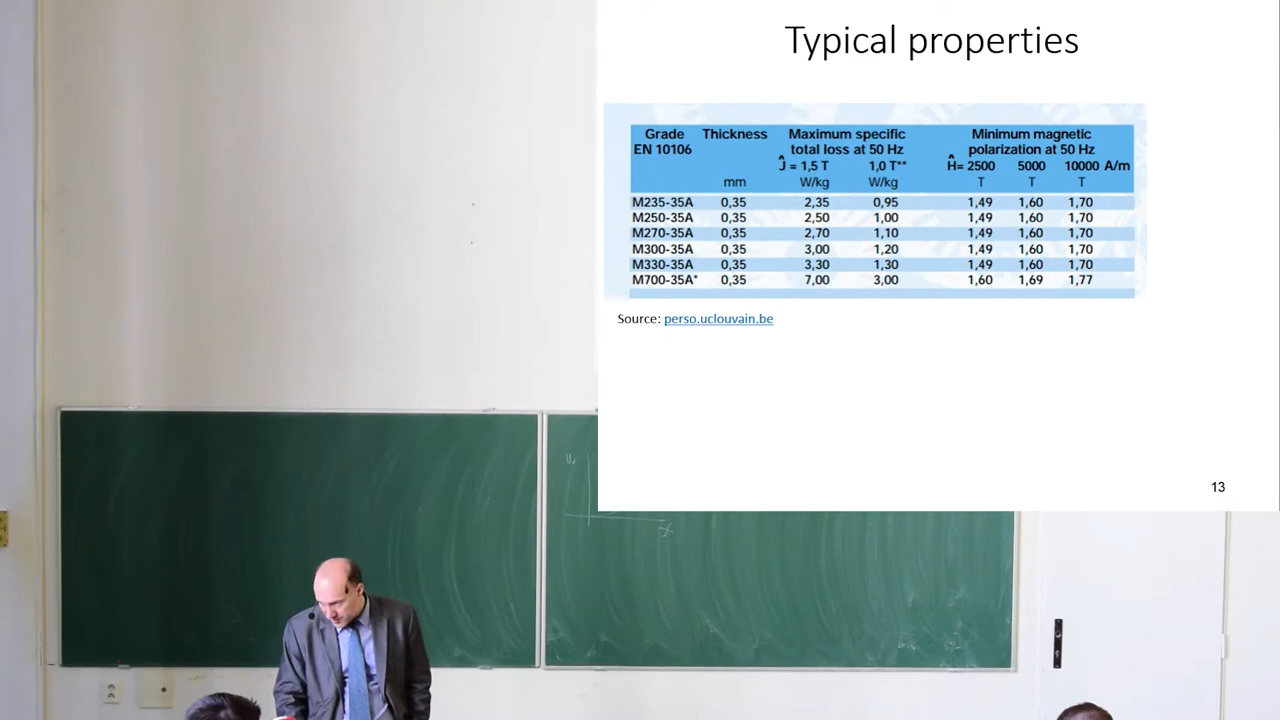 Typical properties
Grade Thickness Maximum specific Minimum magnetic
EN 10106 total loss at 50 Hz polarization at 50 Hz
Ĵ = 1,5 T 1,0 T** Ĥ= 2500 5000 10000 A/m
mm W/kg W/kg T T T
M235-35A 0,35 2,35 0,95 1,49 1,60 1,70
M250-35A 0,35 2,50 1,00 1,49 1,60 1,70
M270-35A 0,35 2,70 1,10 1,49 1,60 1,70
M300-35A 0,35 3,00 1,20 1,49 1,60 1,70
M330-35A 0,35 3,30 1,30 1,49 1,60 1,70
M700-35A* 0,35 7,00 3,00 1,60 1,69 1,77
Source: perso.uclouvain.be
13
u
x